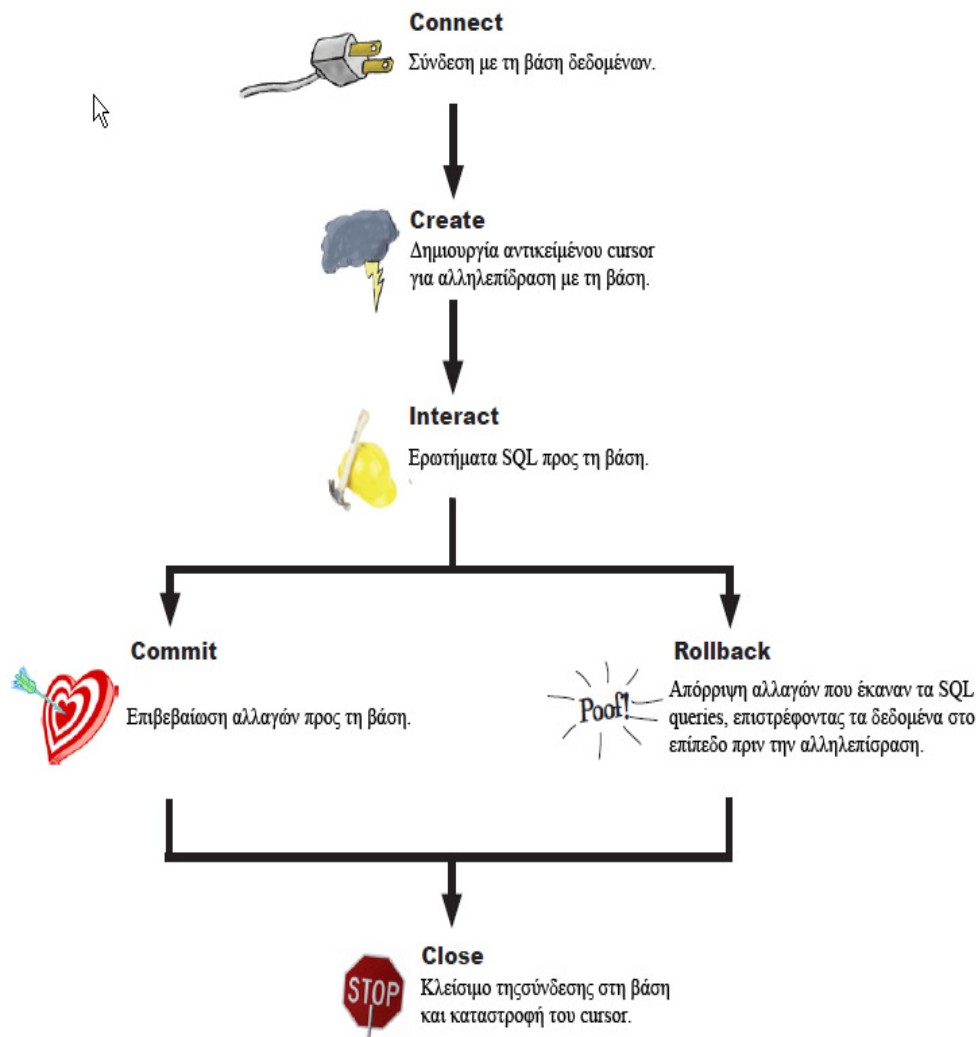 Connect
Σύνδεση με τη βάση δεδομένων.
Create
Δημιουργία αντικείμένου cursor
για αλληλεπίδραση με τη βάση.
Interact
Ερωτήματα SQL προς τη βάση.
Commit
Επιβεβαίωση αλλαγών προς τη βάση.
Rollback
Poof!
Απόρριψη αλλαγών που έκαναν τα SQL
queries, επιστρέφοντας τα δεδομένα στο
επίπεδο πριν την αλληλεπίσραση.
Close
STOP
Κλείσιμο τηςσύνδεσης στη βάση
και καταστροφή του cursor.